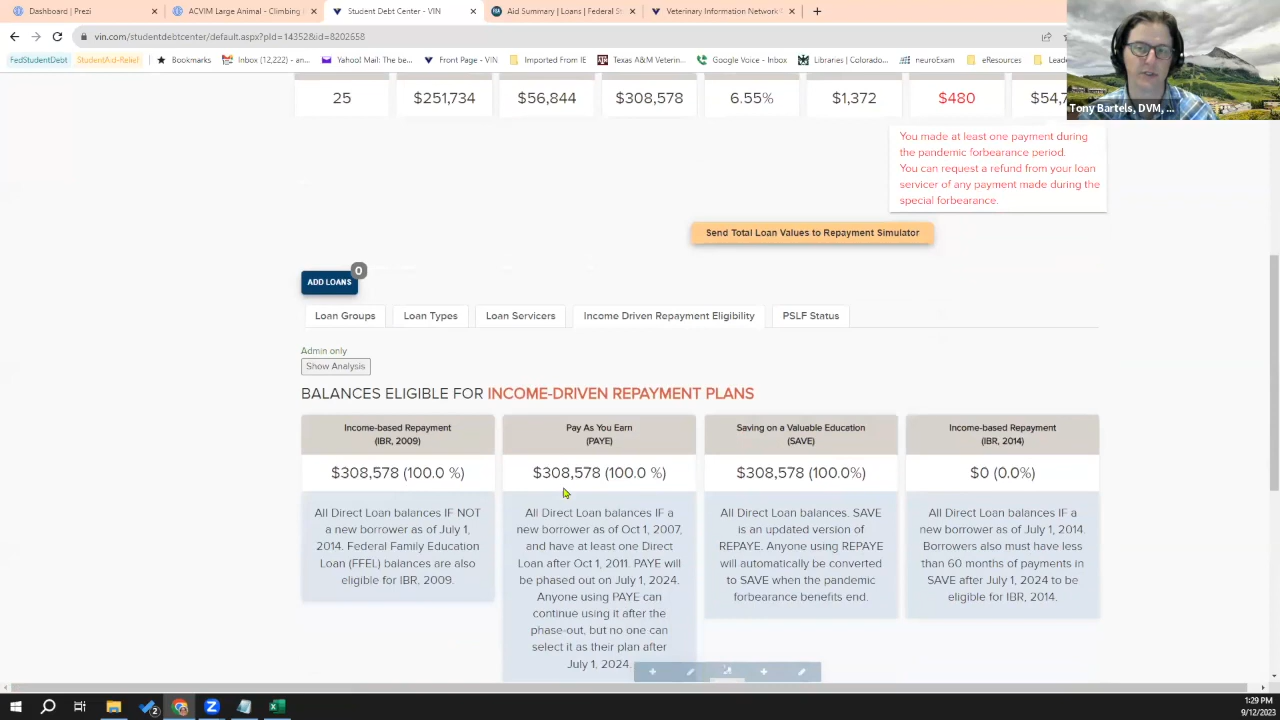 Dashboard | Prezi
ACVIM Large Animal - Climbing
Student Debt Center - VIN
Aid Summary | Loans | Federal St
Veterinary Information Network
vin.com/studentdebtcenter/default.aspx?pId=14352&id=8202658
FedStudentDebt
StudentAid-Relief
Bookmarks
Inbox (12,222) - an...
Yahoo! Mail: The be...
Front Page - VIN
Imported From IE
Texas A&M Veterin...
Google Voice - Inbox
Libraries | Colorado...
neuroExam
eResources
Leade
Tony Bartels, DVM, ...
25
$251,734
$56,844
$308,578
6.55%
$1,372
$480
$54,7
You made at least one payment during
the pandemic forbearance period.
You can request a refund from your loan
servicer of any payment made during the
special forbearance.
Send Total Loan Values to Repayment Simulator
0
ADD LOANS
Loan Groups
Loan Types
Loan Servicers
Income Driven Repayment Eligibility
PSLF Status
Admin only
Show Analysis
BALANCES ELIGIBLE FOR INCOME-DRIVEN REPAYMENT PLANS
Income-based Repayment
(IBR, 2009)
$308,578 (100.0 %)
All Direct Loan balances IF NOT
a new borrower as of July 1,
2014. Federal Family Education
Loan (FFEL) balances are also
eligible for IBR, 2009.
Pay As You Earn
(PAYE)
$308,578 (100.0 %)
All Direct Loan balances IF a
new borrower as of Oct 1, 2007,
and have at least one Direct
Loan after Oct 1, 2011. PAYE will
be phased out on July 1, 2024.
Anyone using PAYE can
continue using it after the
phase-out, but no one can
select it as their plan after
July 1, 2024.
Saving on a Valuable Education
(SAVE)
$308,578 (100.0%)
All Direct Loan balances. SAVE
is an updated version of
REPAYE. Anyone using REPAYE
will automatically be converted
to SAVE when the pandemic
forbearance benefits end.
Income-based Repayment
(IBR, 2014)
$0 (0.0%)
All Direct Loan balances IF a
new borrower as of July 1, 2014.
Borrowers also must have less
than 60 months of payments in
SAVE after July 1, 2024 to be
eligible for IBR, 2014.
2
1:29 PM
9/12/2023